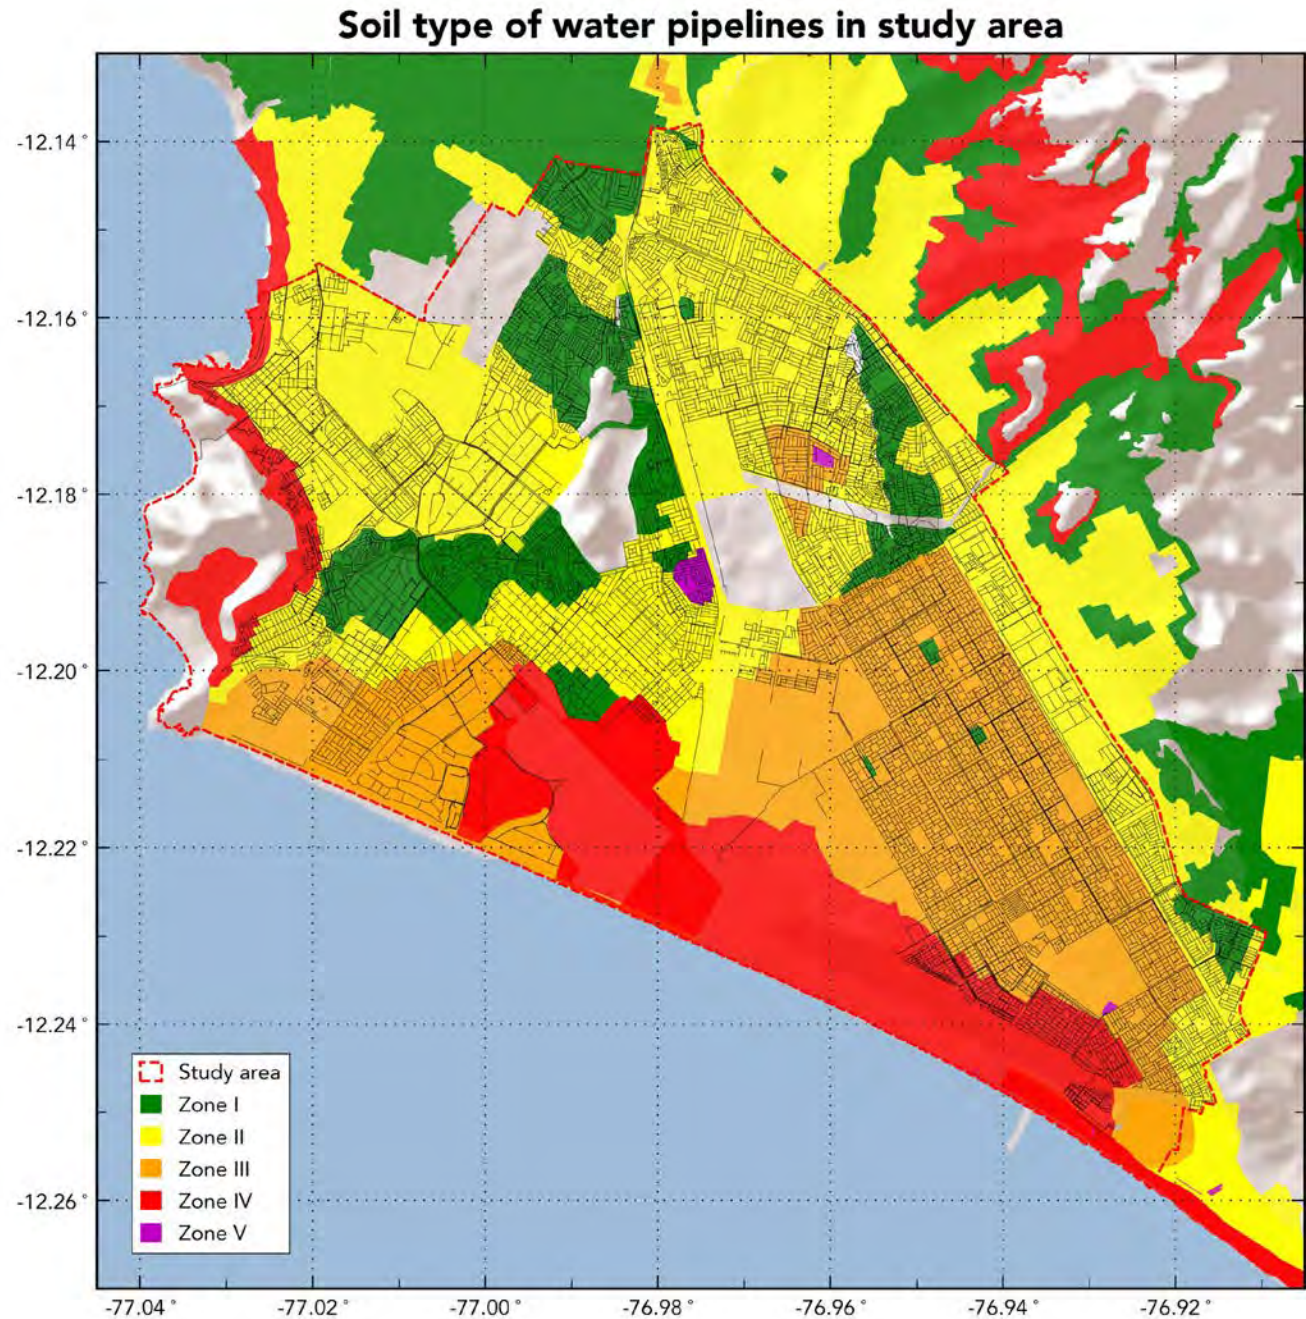 Soil type of water pipelines in study area
-12.14°
-12.16°
-12.18°
-12.20°
-12.22°
-12.24°
-12.26°
Study area
Zone I
Zone II
Zone III
Zone IV
Zone V
-77.04° -77.02° -77.00° -76.98° -76.96° -76.94° -76.92°